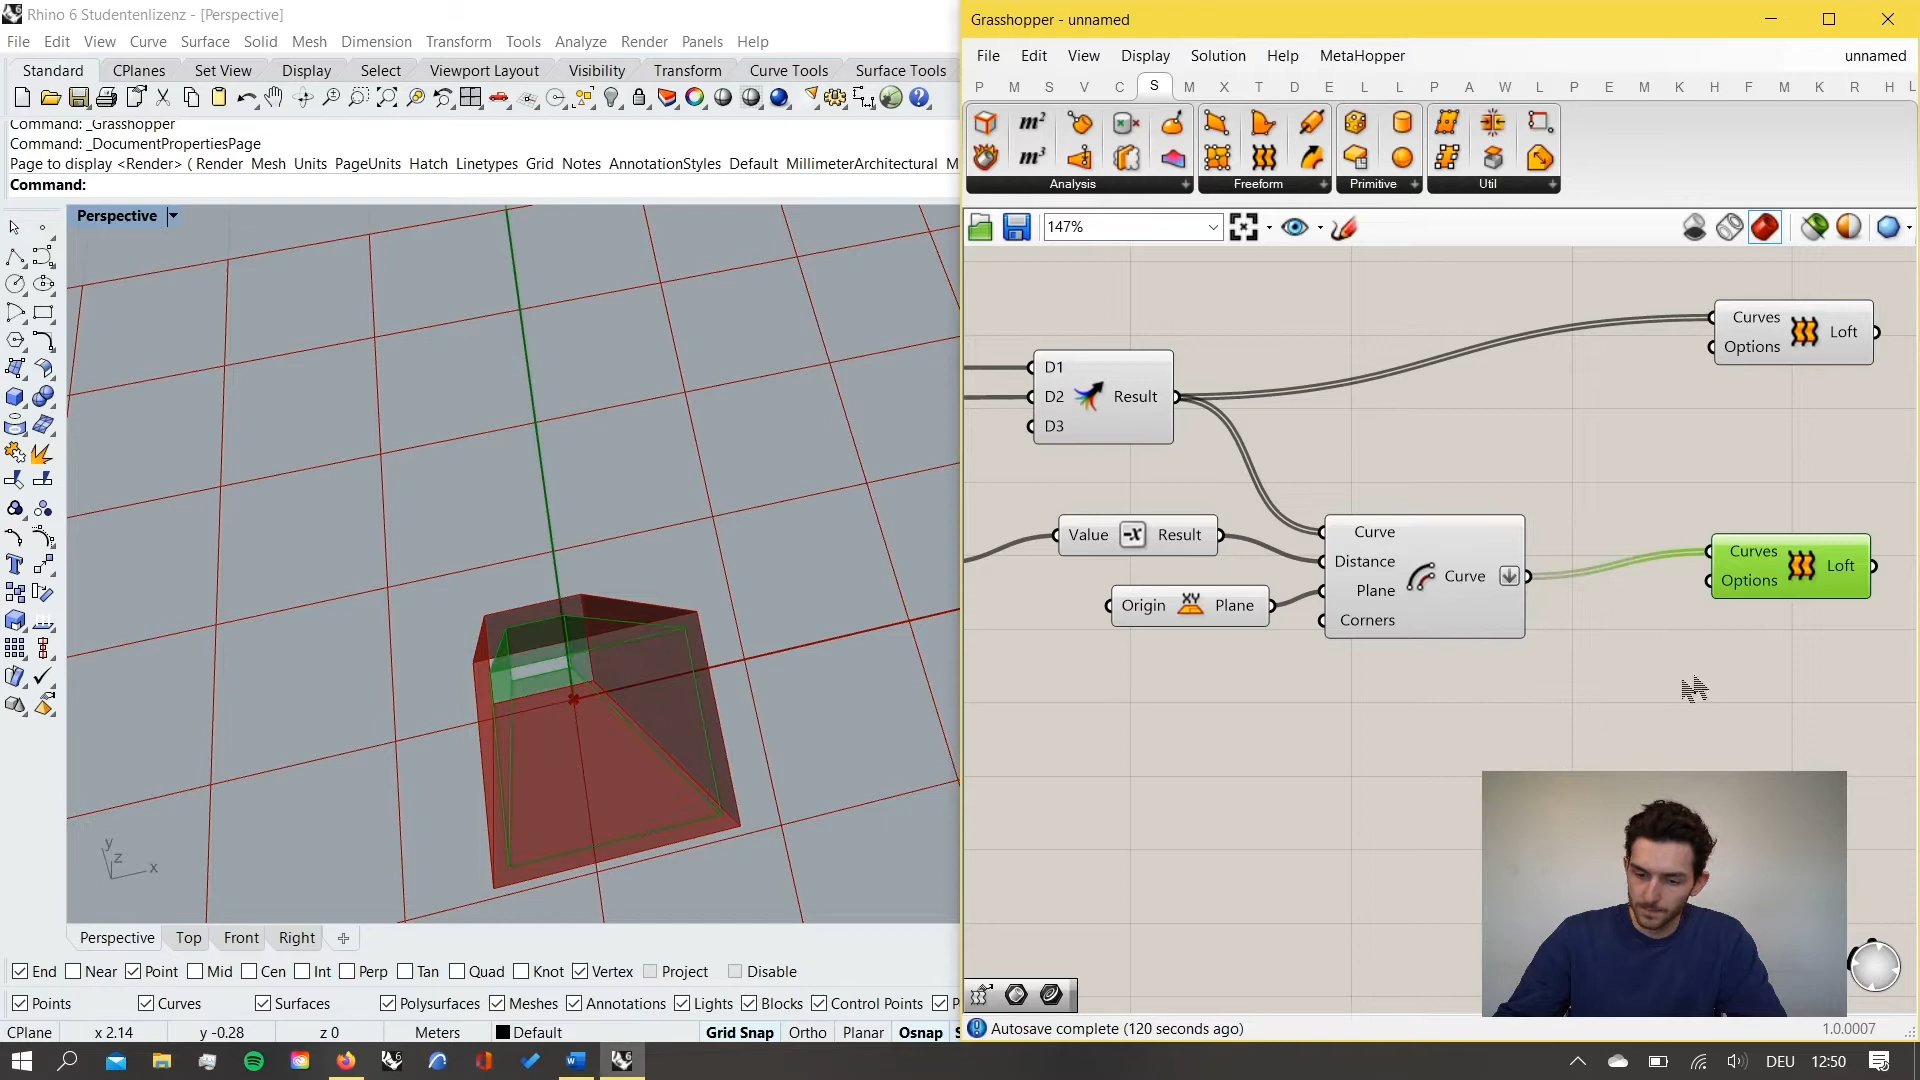 Rhino 6 Studentenlizenz - [Perspective]
File Edit View Curve Surface Solid Mesh Dimension Transform Tools Analyze Render Panels Help
Standard CPlanes Set View Display Select Viewport Layout Visibility Transform Curve Tools Surface Tools
Command: _Grasshopper
Command: _DocumentPropertiesPage
Page to display <Render> ( Render Mesh Units PageUnits Hatch Linetypes Grid Notes AnnotationStyles Default MillimeterArchitectural M
Command:
Perspective
y
z
x
Perspective Top Front Right
End Near Point Mid Cen Int Perp Tan Quad Knot Vertex Project Disable
Points Curves Surfaces Polysurfaces Meshes Annotations Lights Blocks Control Points P
CPlane x 2.14 y -0.28 z 0 Meters Default Grid Snap Ortho Planar Osnap S
Grasshopper - unnamed
File Edit View Display Solution Help MetaHopper unnamed
P M S V C S M X T D E L L P A W L P E M K H F M K R H L
m²
m³
Analysis Freeform Primitive Util
147%
Curves
Options
Loft
D1
D2
D3
Result
Value -x Result
Origin XY Plane
Curve
Distance
Plane
Corners
Curve
Curves
Options
Loft
Autosave complete (120 seconds ago) 1.0.0007
DEU 12:50